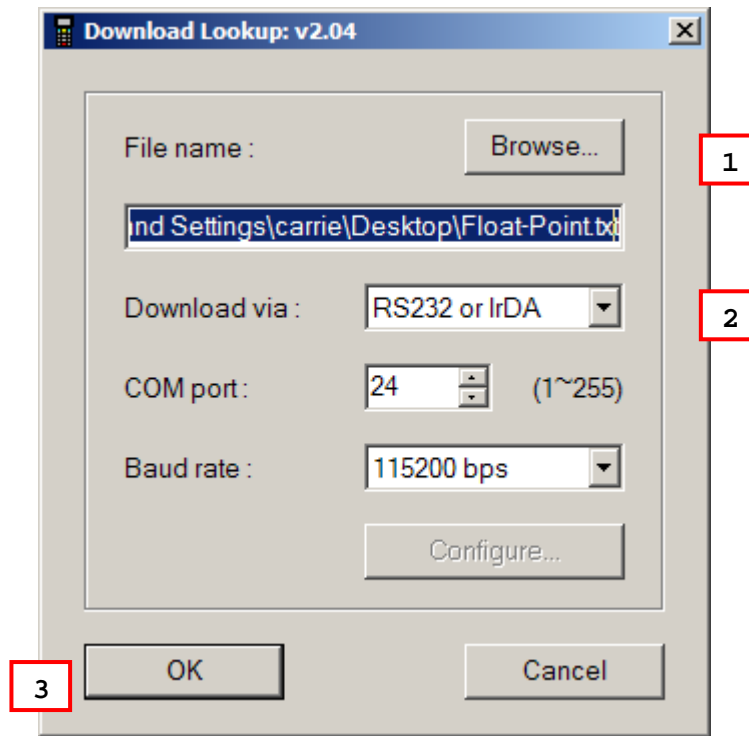 Download Lookup: v2.04
File name :
Browse...
1
nd Settings\carrie\Desktop\Float-Point.txt
Download via :
RS232 or IrDA
2
COM port :
24
(1~255)
Baud rate :
115200 bps
Configure...
3
OK
Cancel